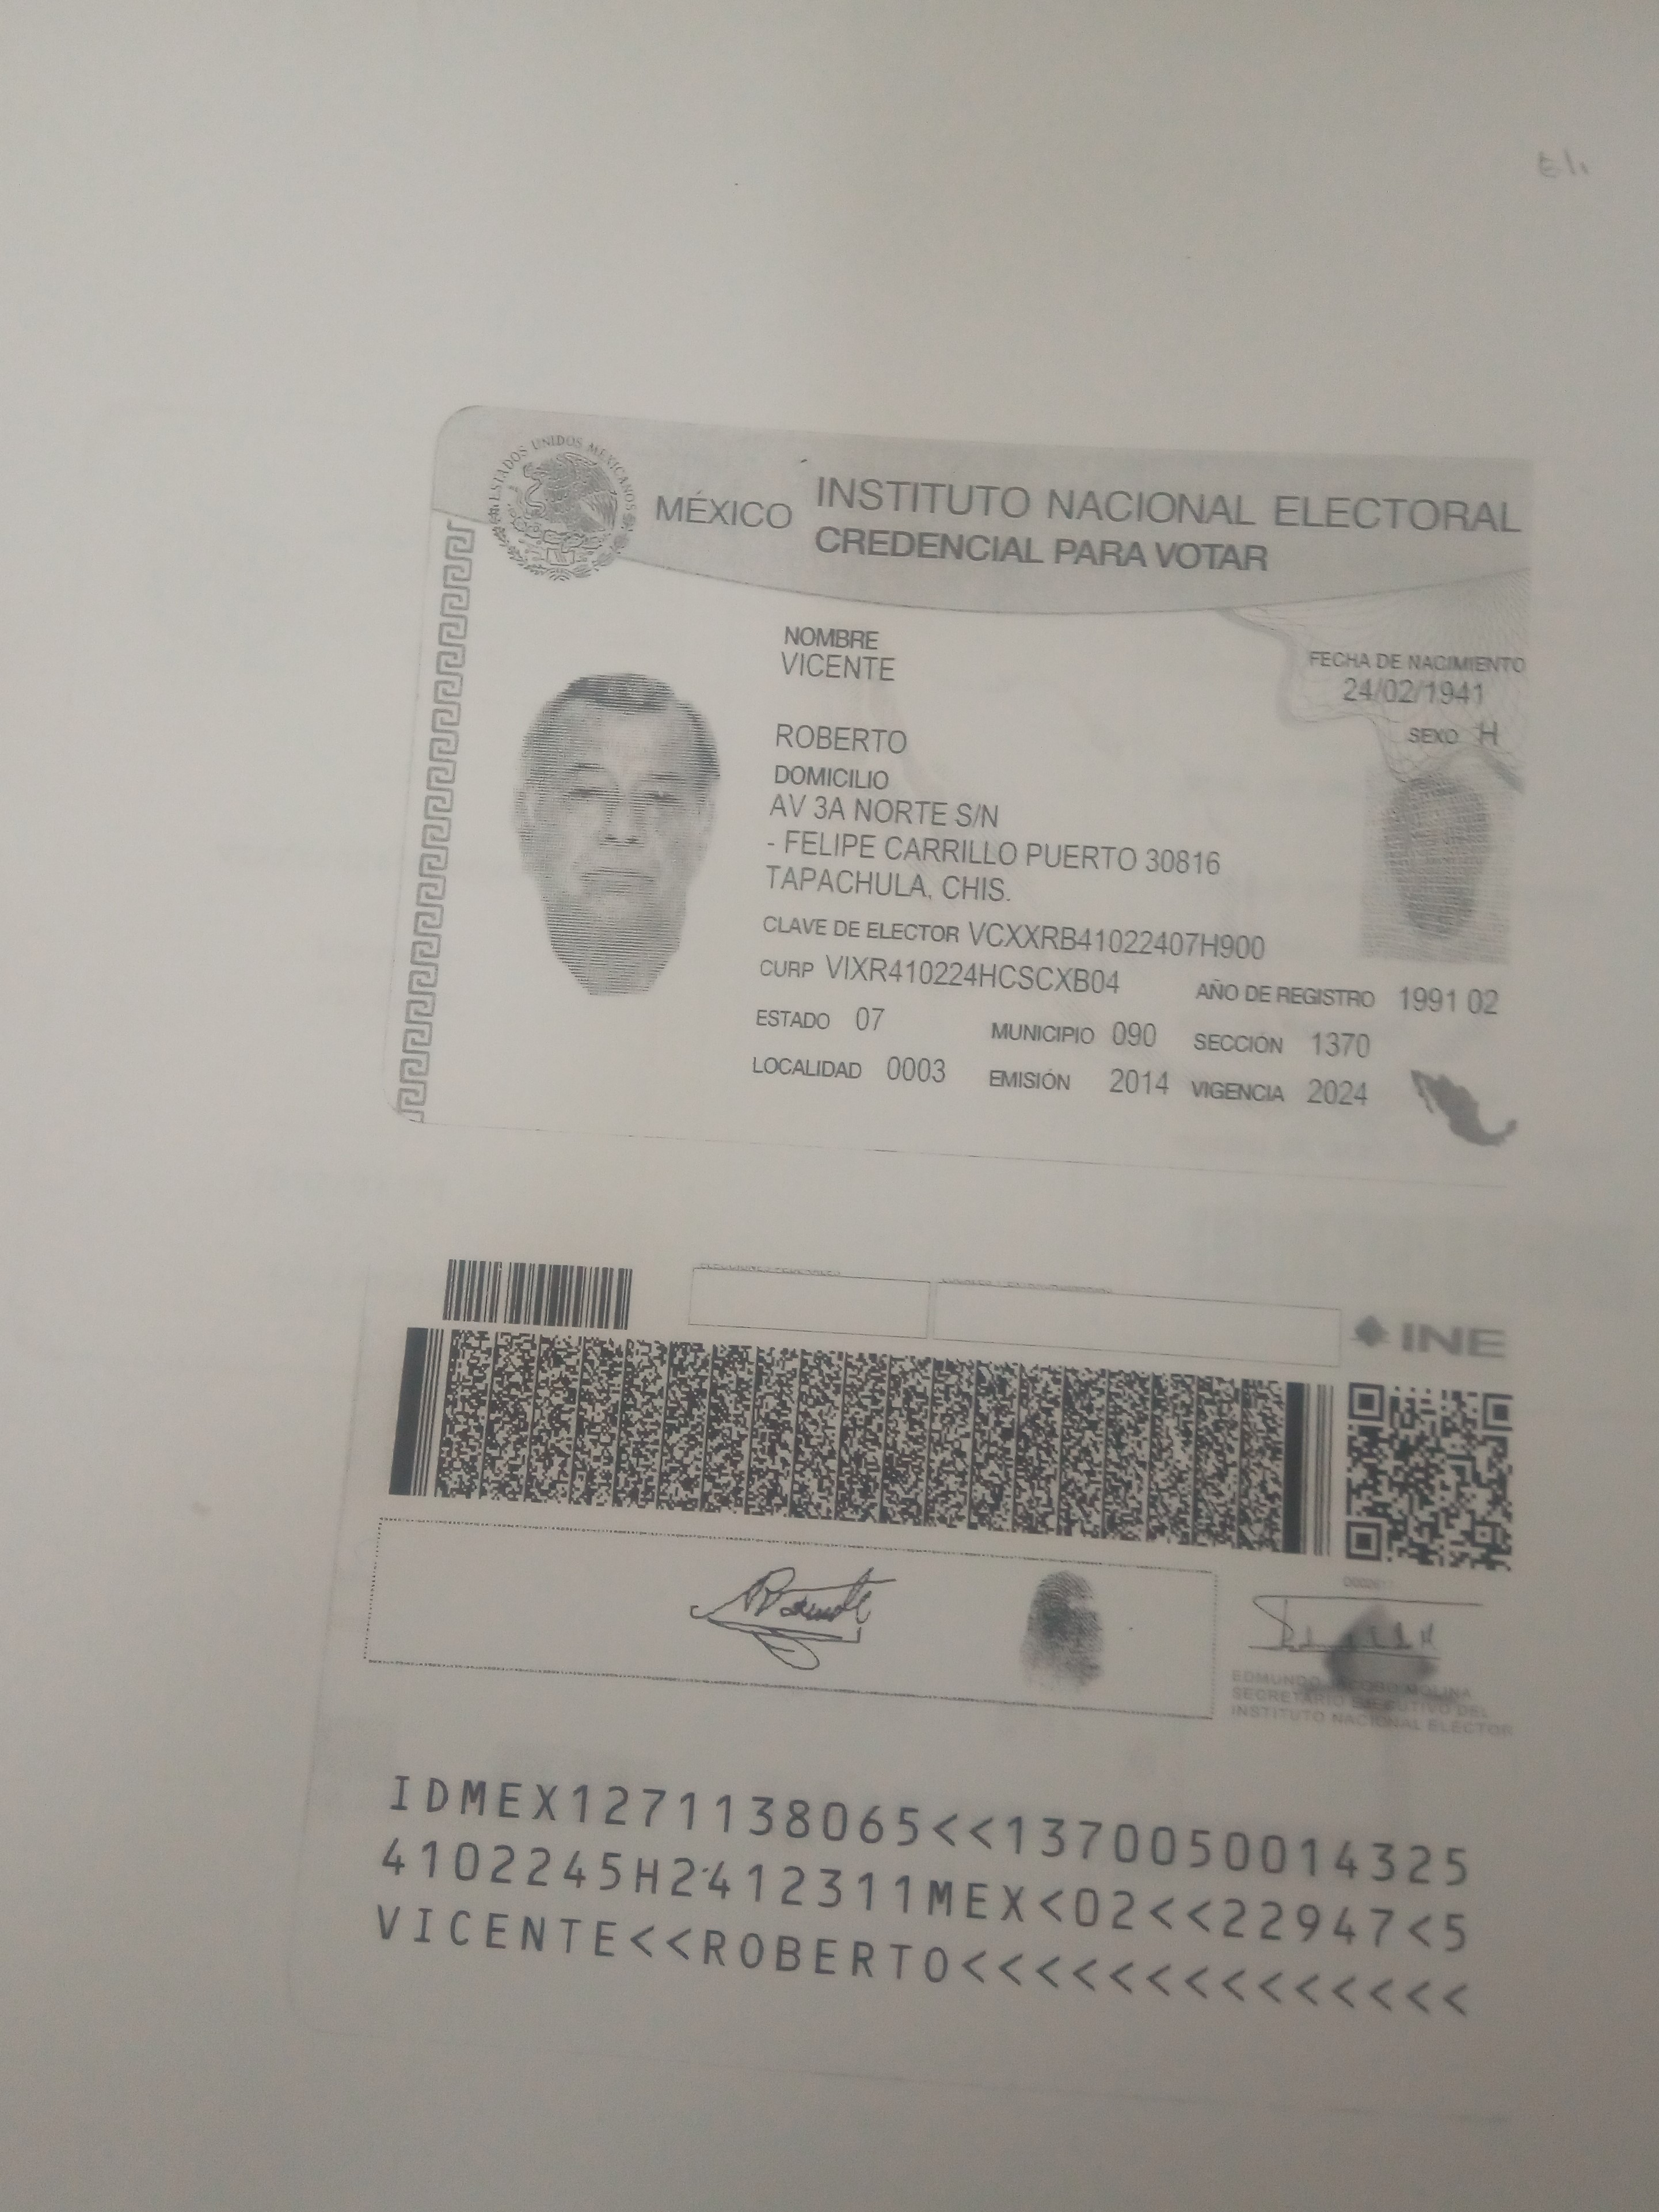 ESTADOS UNIDOS MEXICANOS
MÉXICO
INSTITUTO NACIONAL ELECTORAL
CREDENCIAL PARA VOTAR
NOMBRE
VICENTE
ROBERTO
FECHA DE NACIMIENTO
24/02/1941
SEXO H
DOMICILIO
AV 3A NORTE S/N
- FELIPE CARRILLO PUERTO 30816
TAPACHULA, CHIS.
CLAVE DE ELECTOR VCXXRB41022407H900
CURP VIXR410224HCSCXB04 AÑO DE REGISTRO 1991 02
ESTADO 07 MUNICIPIO 090 SECCIÓN 1370
LOCALIDAD 0003 EMISIÓN 2014 VIGENCIA 2024
INE
EDMUNDO JACOBO MOLINA
SECRETARIO EJECUTIVO DEL
INSTITUTO NACIONAL ELECTOR
IDMEX1271138065<<1370050014325
4102245H2412311MEX<02<<22947<5
VICENTE<<ROBERTO<<<<<<<<<<<<<<